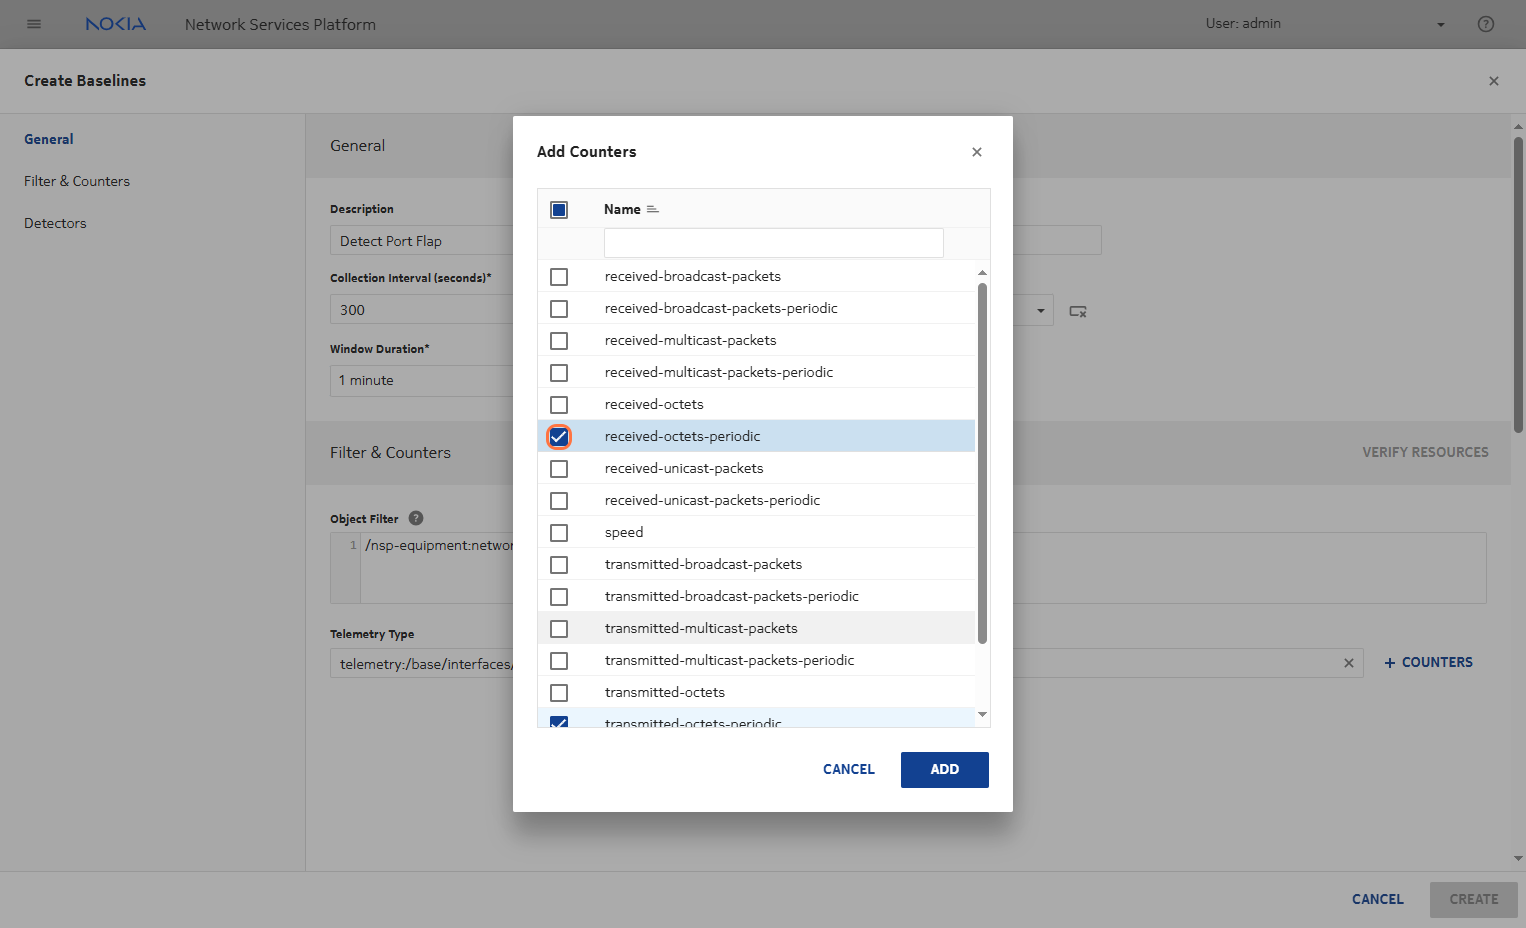 NOKIA Network Services Platform User: admin
Create Baselines
General
Filter & Counters
Detectors
General
Description
Detect Port Flap
Collection Interval (seconds)*
300
Window Duration*
1 minute
Filter & Counters VERIFY RESOURCES
Object Filter ?
1 /nsp-equipment:networ
Telemetry Type
telemetry:/base/interfaces/
+ COUNTERS
Add Counters
Name
received-broadcast-packets
received-broadcast-packets-periodic
received-multicast-packets
received-multicast-packets-periodic
received-octets
received-octets-periodic
received-unicast-packets
received-unicast-packets-periodic
speed
transmitted-broadcast-packets
transmitted-broadcast-packets-periodic
transmitted-multicast-packets
transmitted-multicast-packets-periodic
transmitted-octets
transmitted-octets-periodic
CANCEL ADD
CANCEL CREATE